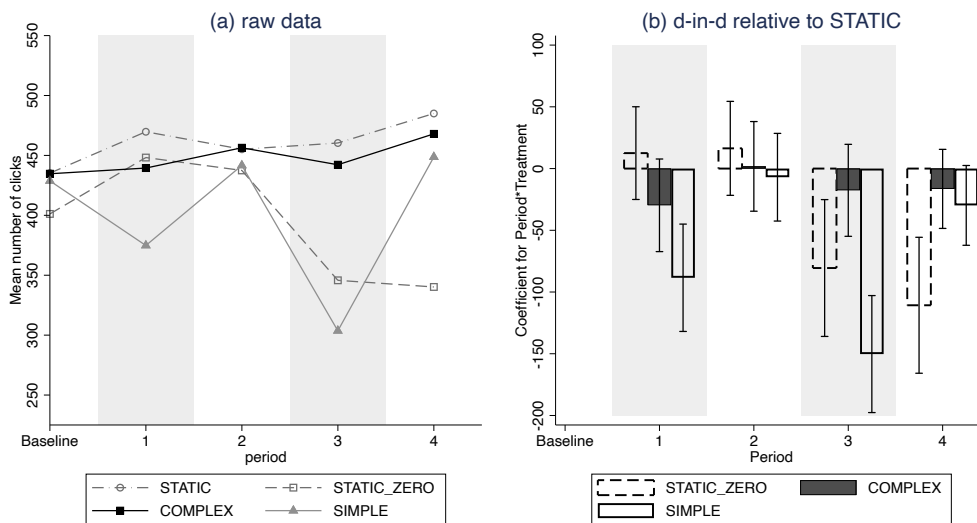 (a) raw data
Mean number of clicks
550
500
450
400
350
300
250
Baseline 1 2 3 4
period
STATIC STATIC_ZERO
COMPLEX SIMPLE
(b) d-in-d relative to STATIC
Coefficient for Period*Treatment
100
50
0
-50
-100
-150
-200
Baseline 1 2 3 4
Period
STATIC_ZERO COMPLEX
SIMPLE